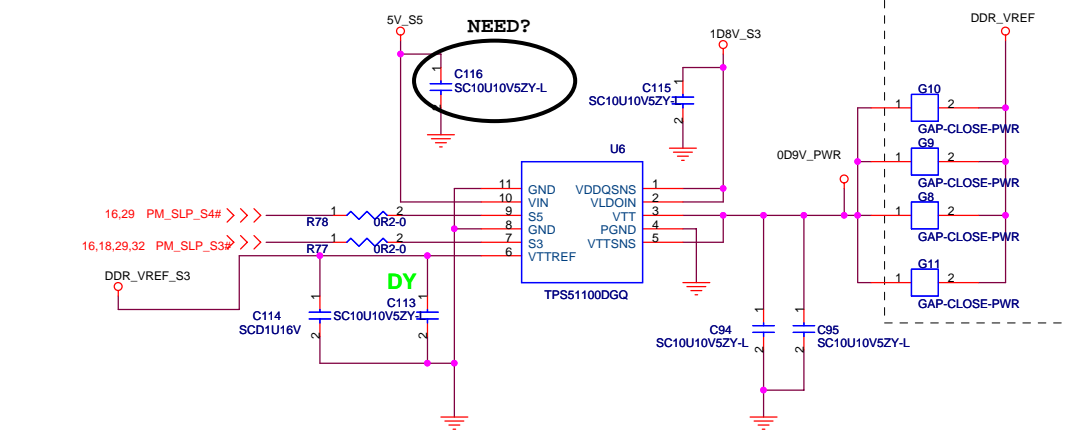 5V_S5
NEED?
DDR_VREF
1D8V_S3
1
C116
SC10U10V5ZY-L
2
1
C115
SC10U10V5ZY-L
2
G10
1
2
GAP-CLOSE-PWR
U6
0D9V_PWR
G9
1
2
GAP-CLOSE-PWR
11
GND
VDDQSNS
1
10
VIN
VLDOIN
2
16,29 PM_SLP_S4#
1
2
9
S5
VTT
3
G8
1
2
GAP-CLOSE-PWR
R78
0R2-0
8
GND
PGND
4
16,18,29,32 PM_SLP_S3#
1
2
7
S3
VTTSNS
5
R77
0R2-0
6
VTTREF
DDR_VREF_S3
DY
TPS51100DGQ
G11
1
2
GAP-CLOSE-PWR
1
C114
SCD1U16V
2
1
C113
SC10U10V5ZY-L
2
1
C94
SC10U10V5ZY-L
2
1
C95
SC10U10V5ZY-L
2